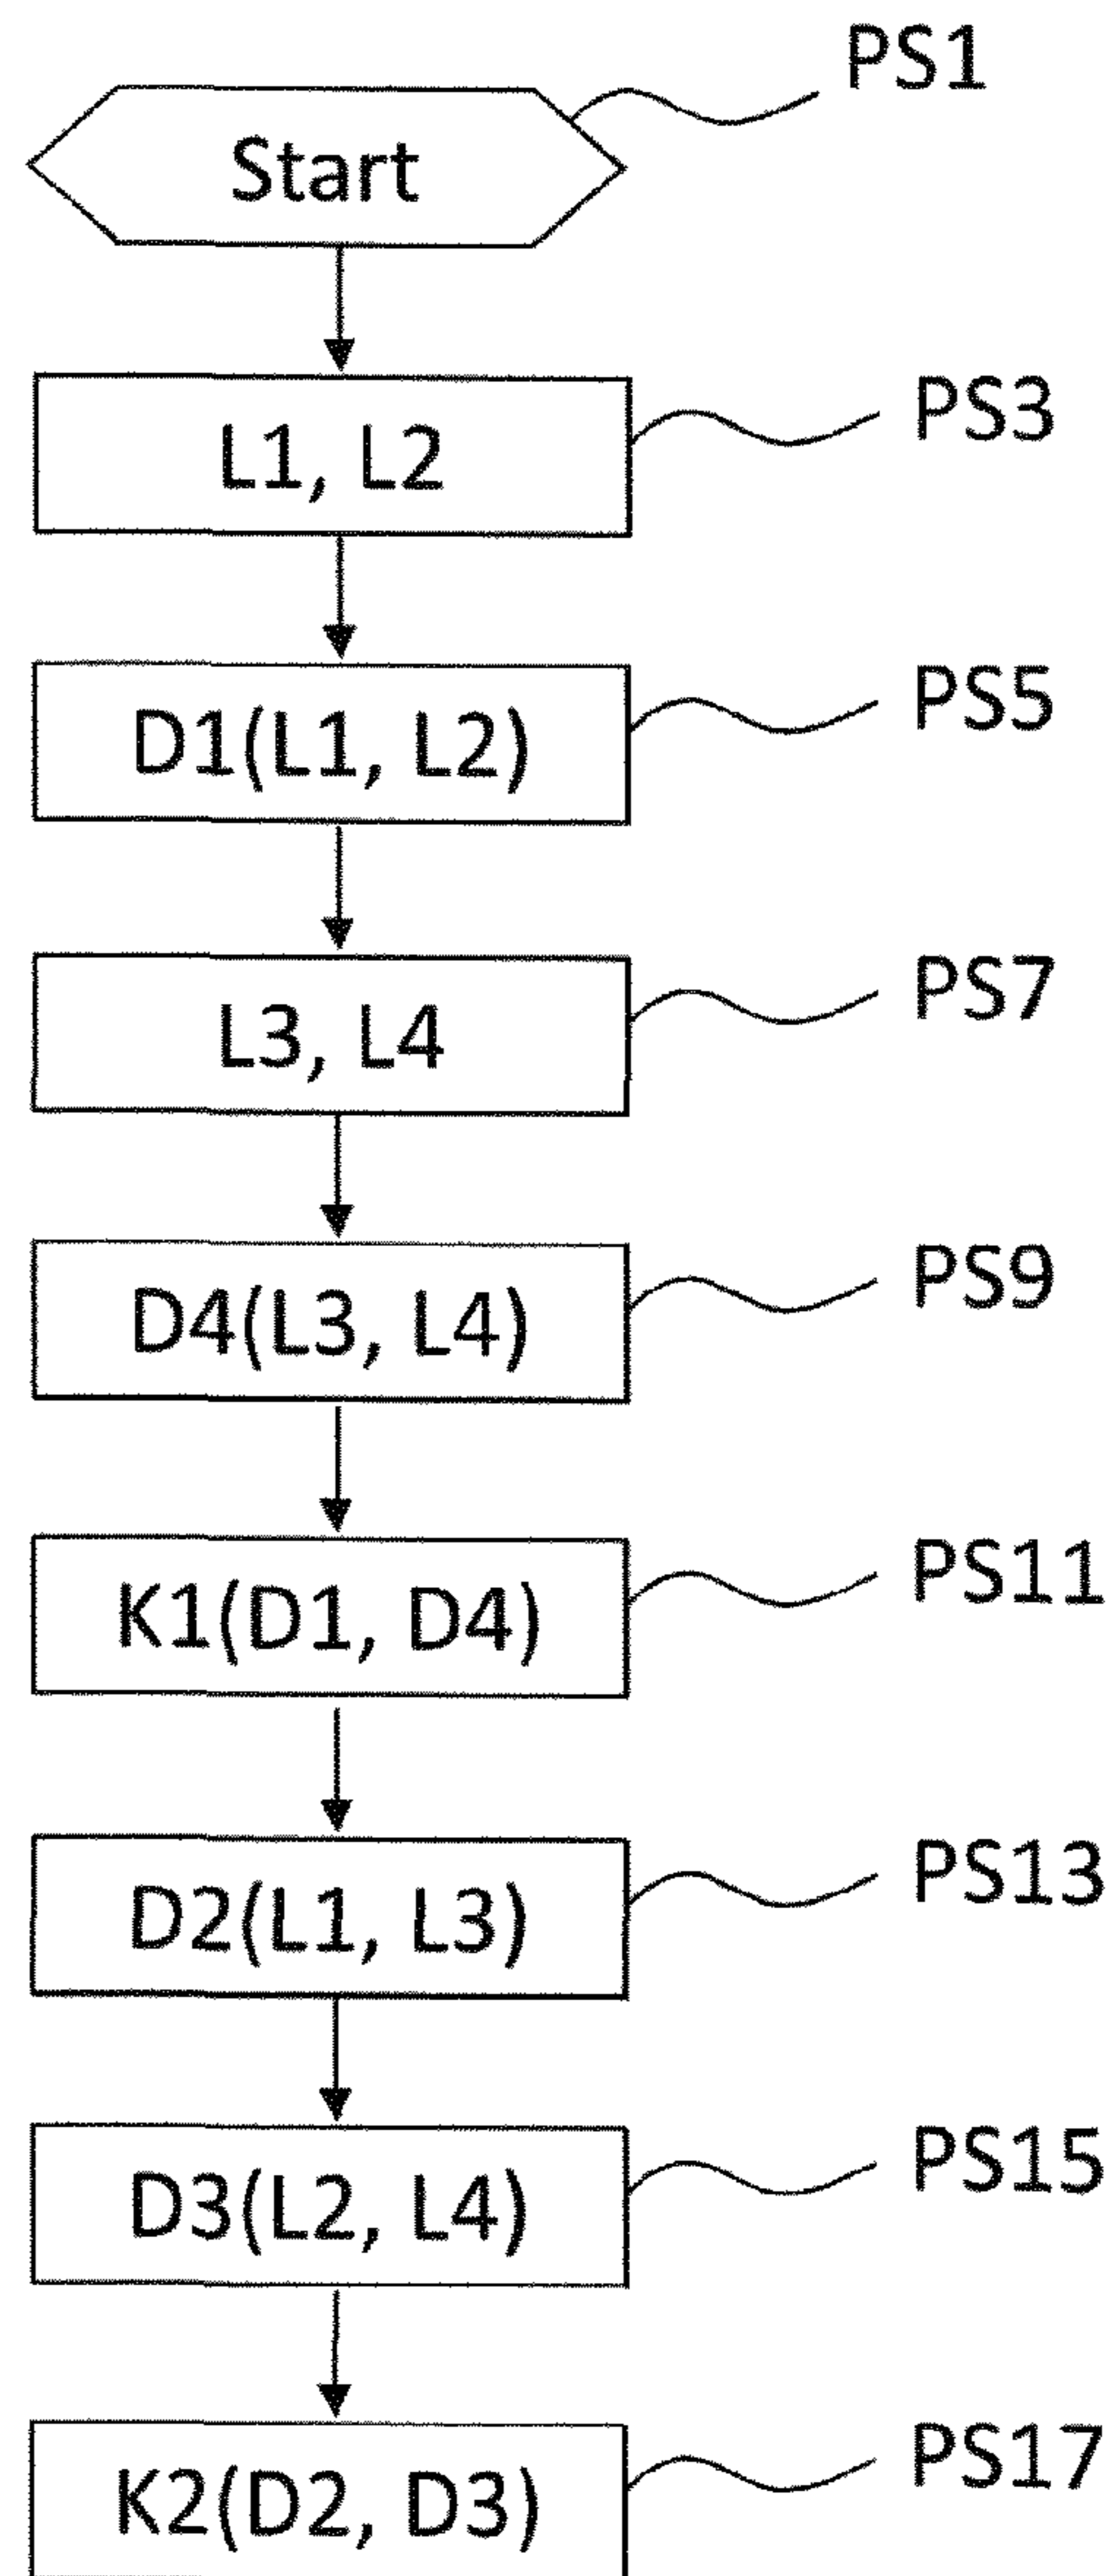 PS1
Start
L1, L2
PS3
D1(L1, L2)
PS5
L3, L4
PS7
D4(L3, L4)
PS9
K1(D1, D4)
PS11
D2(L1, L3)
PS13
D3(L2, L4)
PS15
K2(D2, D3)
PS17